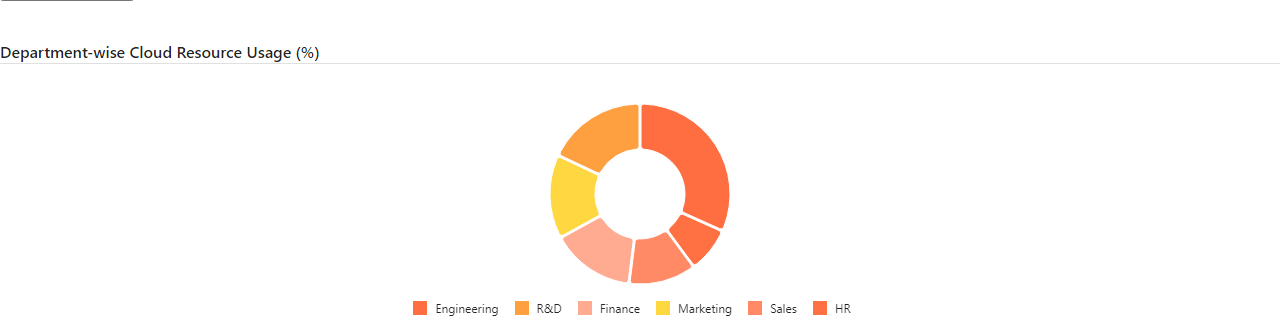 Department-wise Cloud Resource Usage (%)
Engineering R&D Finance Marketing Sales HR